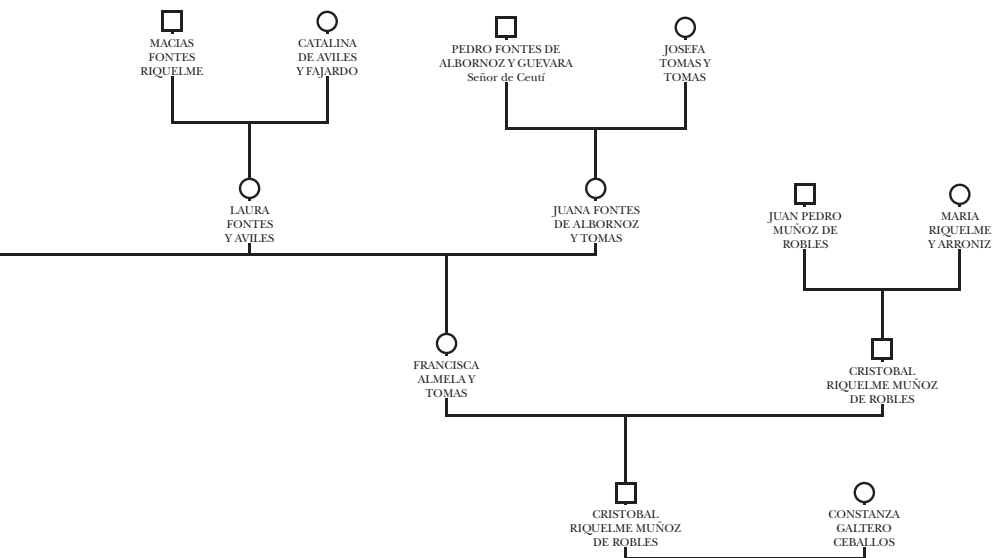 MACIAS
FONTES
RIQUELME
CATALINA
DE AVILES
Y FAJARDO
PEDRO FONTES DE
ALBORNOZ Y GUEVARA
Señor de Ceutí
JOSEFA
TOMAS Y
TOMAS
LAURA
FONTES
Y AVILES
JUANA FONTES
DE ALBORNOZ
Y TOMAS
JUAN PEDRO
MUÑOZ DE
ROBLES
MARIA
RIQUELME
Y ARRONIZ
FRANCISCA
ALMELA Y
TOMAS
CRISTOBAL
RIQUELME MUÑOZ
DE ROBLES
CRISTOBAL
RIQUELME MUÑOZ
DE ROBLES
CONSTANZA
GALTERO
CEBALLOS